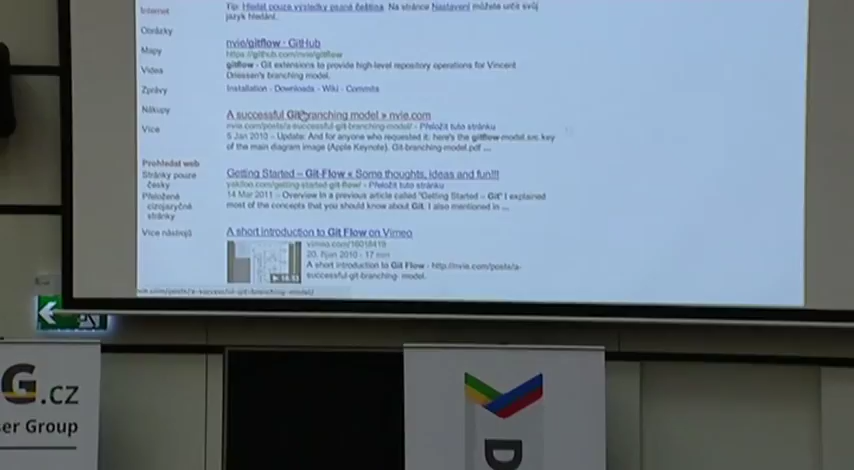 Internet
Obrázky
Mapy
Videa
Zprávy
Nákupy
Více
Prohledat web
Stránky pouze
česky
Přeložené
cizojazyčné
stránky
Více nástrojů
Tip: Hledat pouze výsledky psané čeština. Na stránce Nastavení můžete určit svůj
jazyk hledání.
nvie/gitflow · GitHub
https://github.com/nvie/gitflow
gitflow - Git extensions to provide high-level repository operations for Vincent
Driessen's branching model.
Installation - Downloads - Wiki - Commits
A successful Git branching model » nvie.com
nvie.com/posts/a-successful-git-branching-model/ - Přeložit tuto stránku
5 Jan 2010 – Update: And for anyone who requested it: here's the gitflow-model.src.key
of the main diagram image (Apple Keynote). Git-branching-model.pdf ...
Getting Started – Git-Flow « Some thoughts, ideas and fun!!!
yakiloo.com/getting-started-git-flow/ - Přeložit tuto stránku
14 Mar 2011 – Overview In a previous article called "Getting Started – Git" I explained
most of the concepts that you should know about Git. I also mentioned in ...
A short introduction to Git Flow on Vimeo
vimeo.com/16018419
20. říjen 2010 - 17 min
A short introduction to Git Flow - http://nvie.com/posts/a-
successful-git-branching- model.
nvie.com/posts/a-successful-git-branching-model/
G.cz
ser Group
D